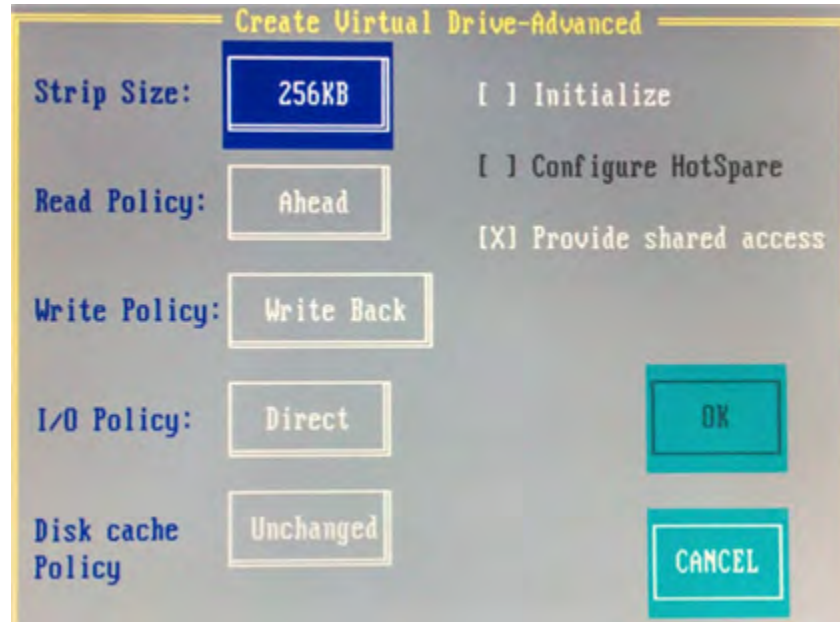 Create Virtual Drive-Advanced
Strip Size: 256KB
[ ] Initialize
[ ] Configure HotSpare
Read Policy: Ahead
[X] Provide shared access
Write Policy: Write Back
I/O Policy: Direct
OK
Disk cache
Policy
Unchanged
CANCEL